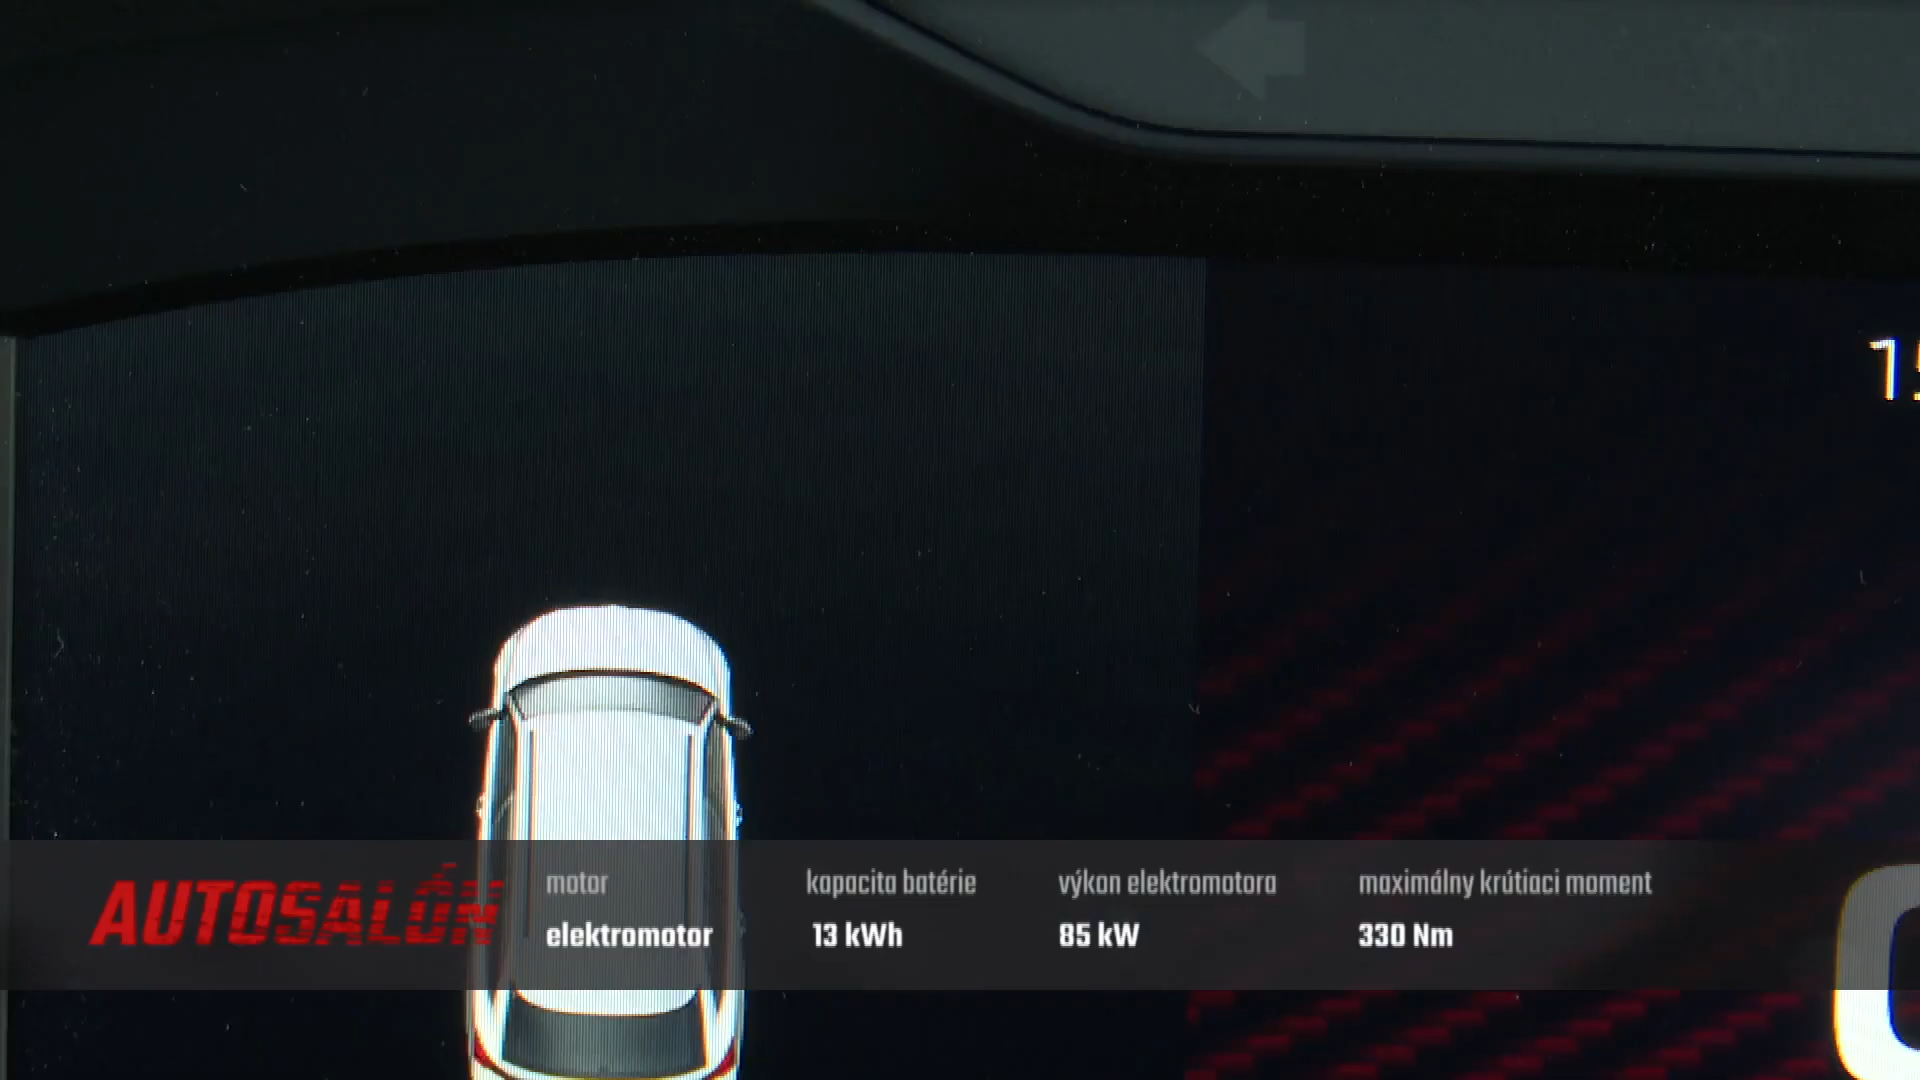 AUTOSALÓN
motor
elektromotor
kapacita batérie
13 kWh
výkon elektromotora
85 kW
maximálny krútiaci moment
330 Nm